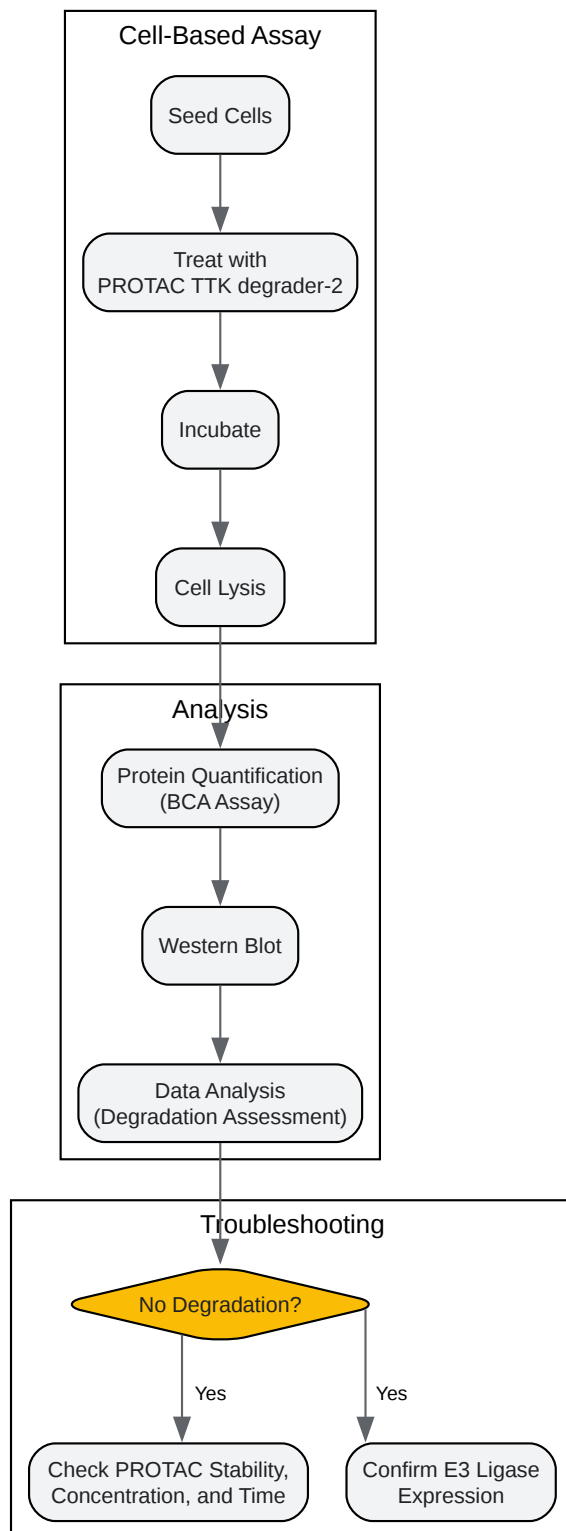 Cell-Based Assay
Seed Cells
Treat with
PROTAC TTK degrader-2
Incubate
Cell Lysis
Analysis
Protein Quantification
(BCA Assay)
Western Blot
Data Analysis
(Degradation Assessment)
Troubleshooting
No Degradation?
Yes
Yes
Check PROTAC Stability,
Concentration, and Time
Confirm E3 Ligase
Expression